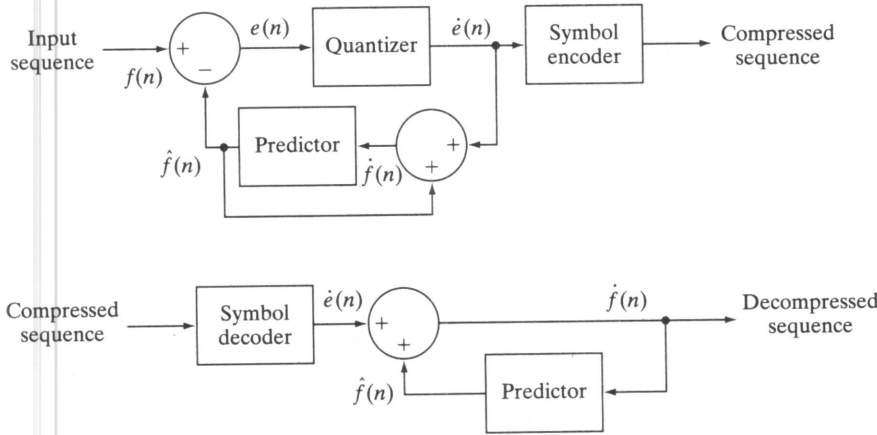 Input
sequence
f(n)
+
−
e(n)
Quantizer
ė(n)
Symbol
encoder
Compressed
sequence
f̂(n)
Predictor
ḟ(n)
+
+
Compressed
sequence
Symbol
decoder
ė(n)
+
+
ḟ(n)
Decompressed
sequence
f̂(n)
Predictor